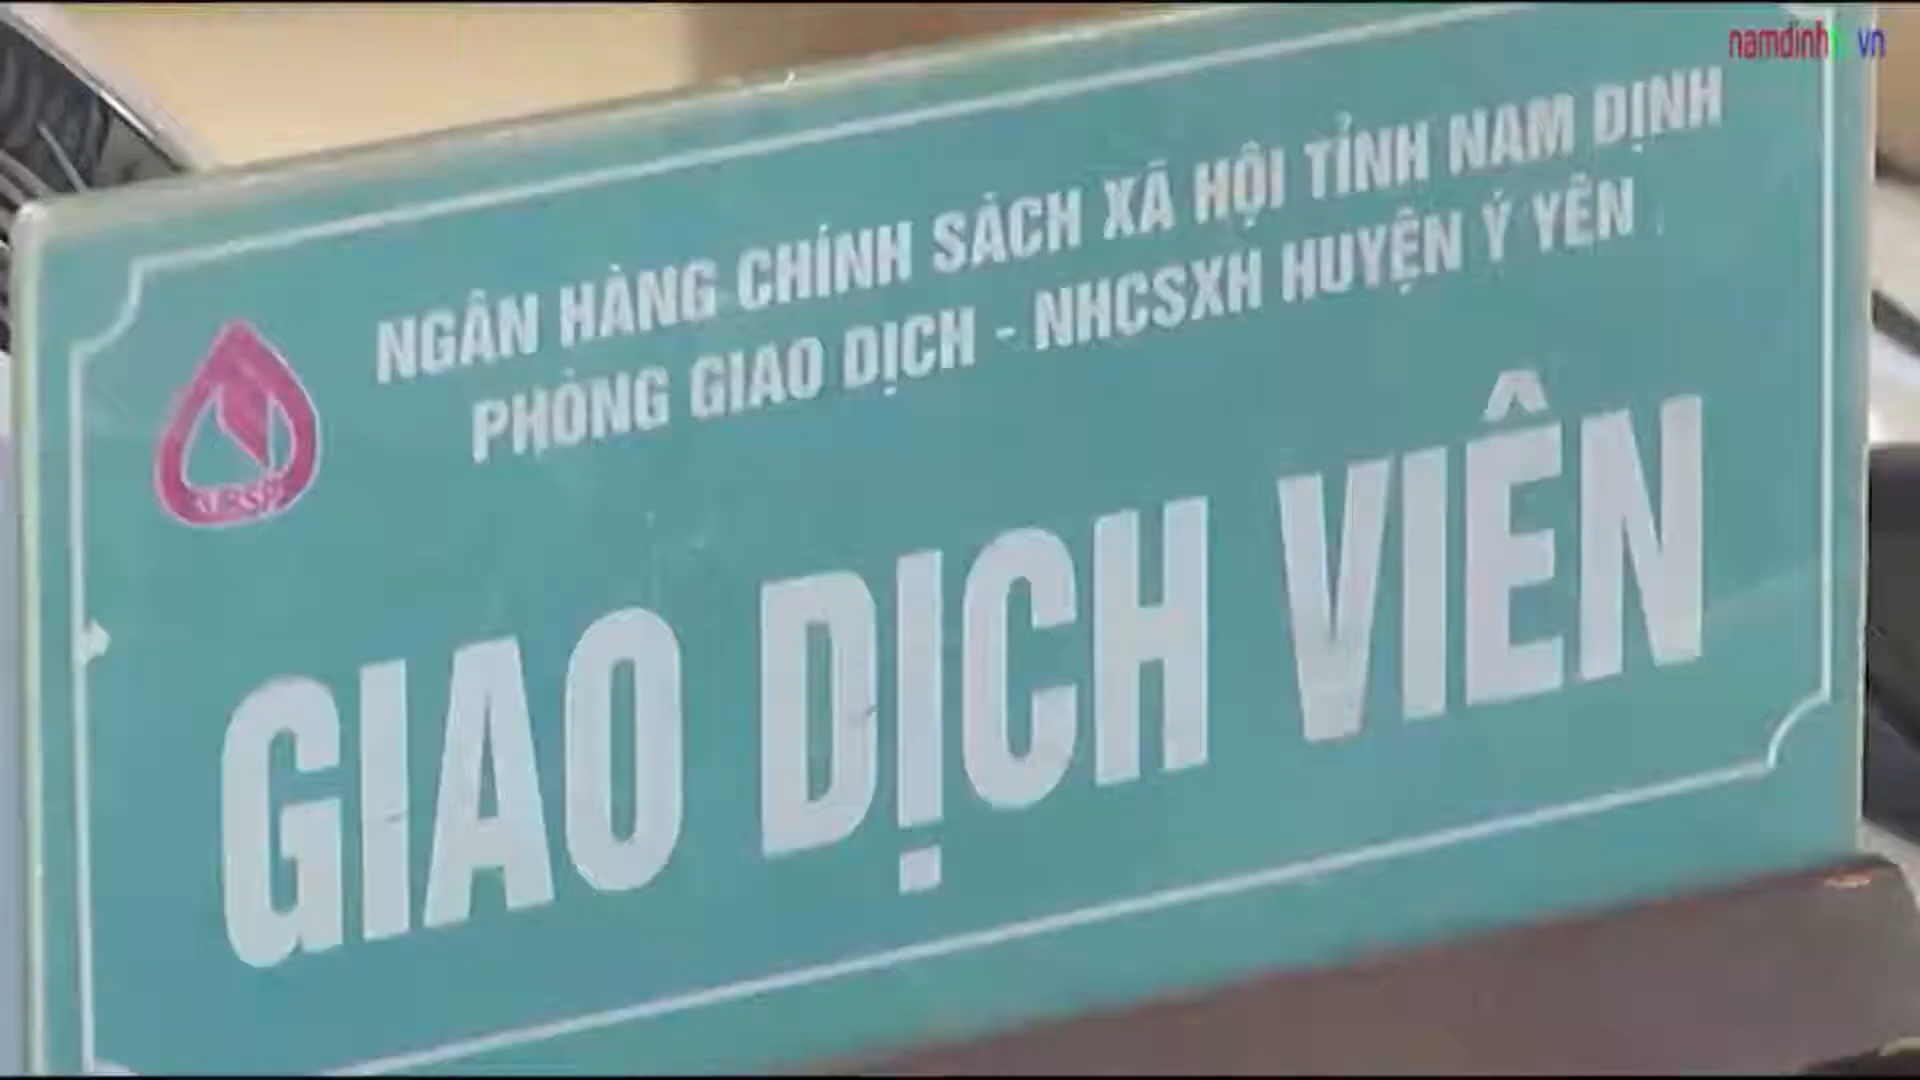 namdinh vn
NGÂN HÀNG CHÍNH SÁCH XÃ HỘI TỈNH NAM ĐỊNH
PHÒNG GIAO DỊCH - NHCSXH HUYỆN Ý YÊN
VBSP
GIAO DỊCH VIÊN